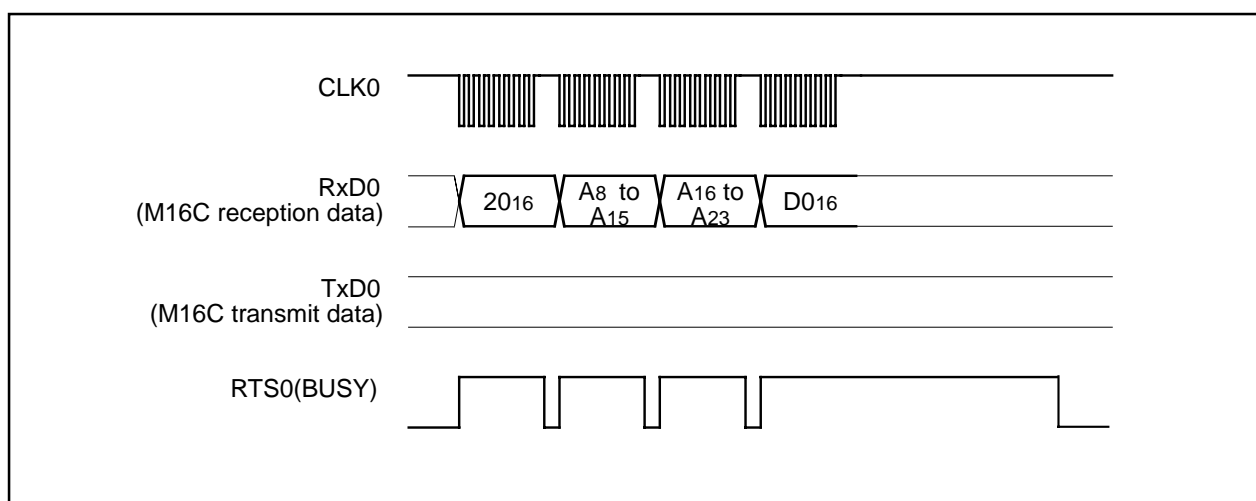 CLK0
RxD0
(M16C reception data)
2016
A8 to
A15
A16 to
A23
D016
TxD0
(M16C transmit data)
RTS0(BUSY)